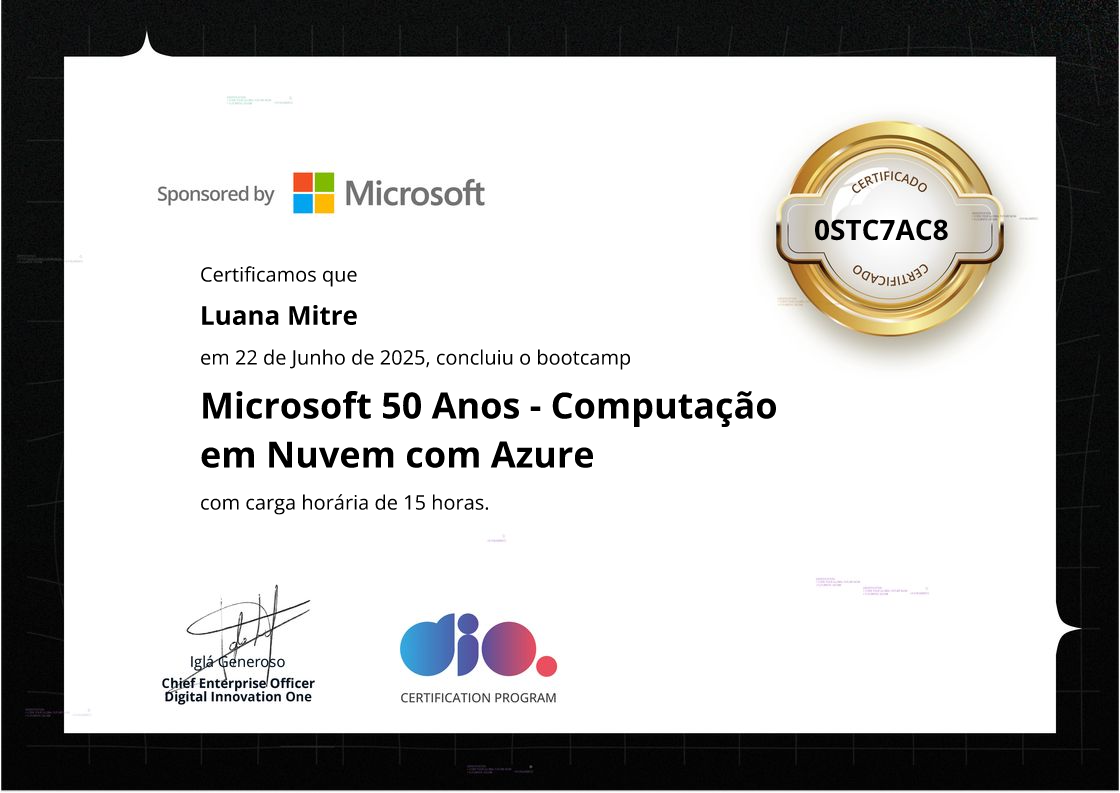 Sponsored by Microsoft
CERTIFICADO
0STC7AC8
CERTIFICADO
Certificamos que
Luana Mitre
em 22 de Junho de 2025, concluiu o bootcamp
Microsoft 50 Anos - Computação
em Nuvem com Azure
com carga horária de 15 horas.
Iglá Generoso
Chief Enterprise Officer
Digital Innovation One
dio.
CERTIFICATION PROGRAM